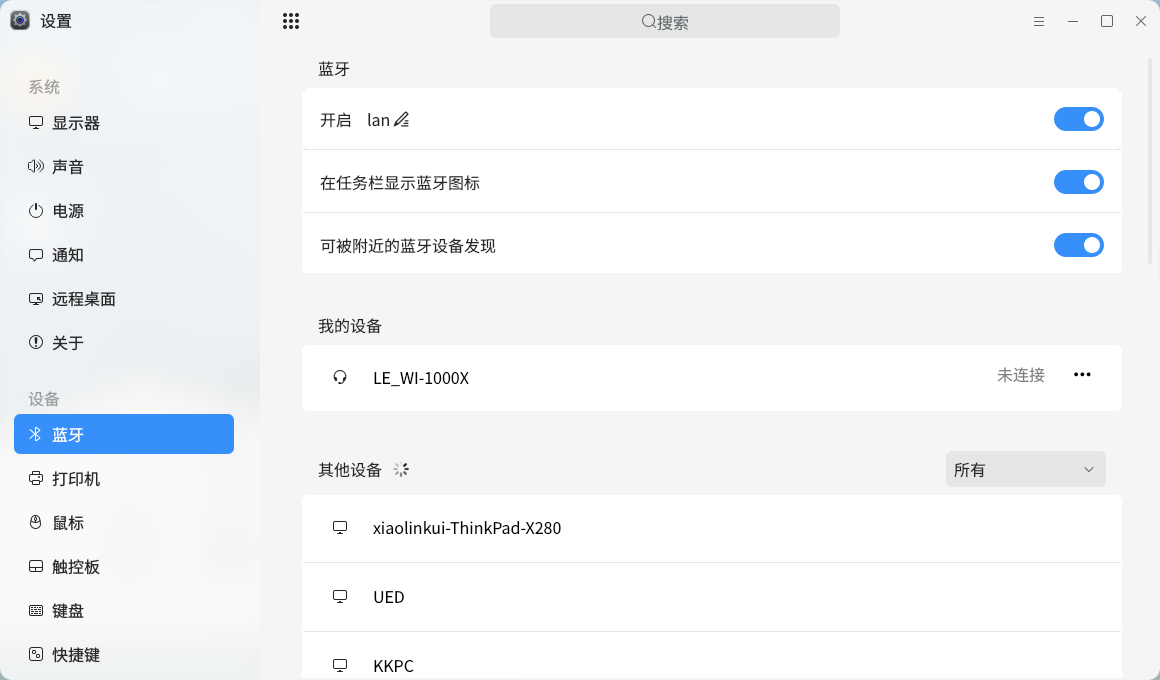 设置
搜索
系统
显示器
声音
电源
通知
远程桌面
关于
设备
蓝牙
打印机
鼠标
触控板
键盘
快捷键
蓝牙
开启 lan
在任务栏显示蓝牙图标
可被附近的蓝牙设备发现
我的设备
LE_WI-1000X 未连接
其他设备 所有
xiaolinkui-ThinkPad-X280
UED
KKPC